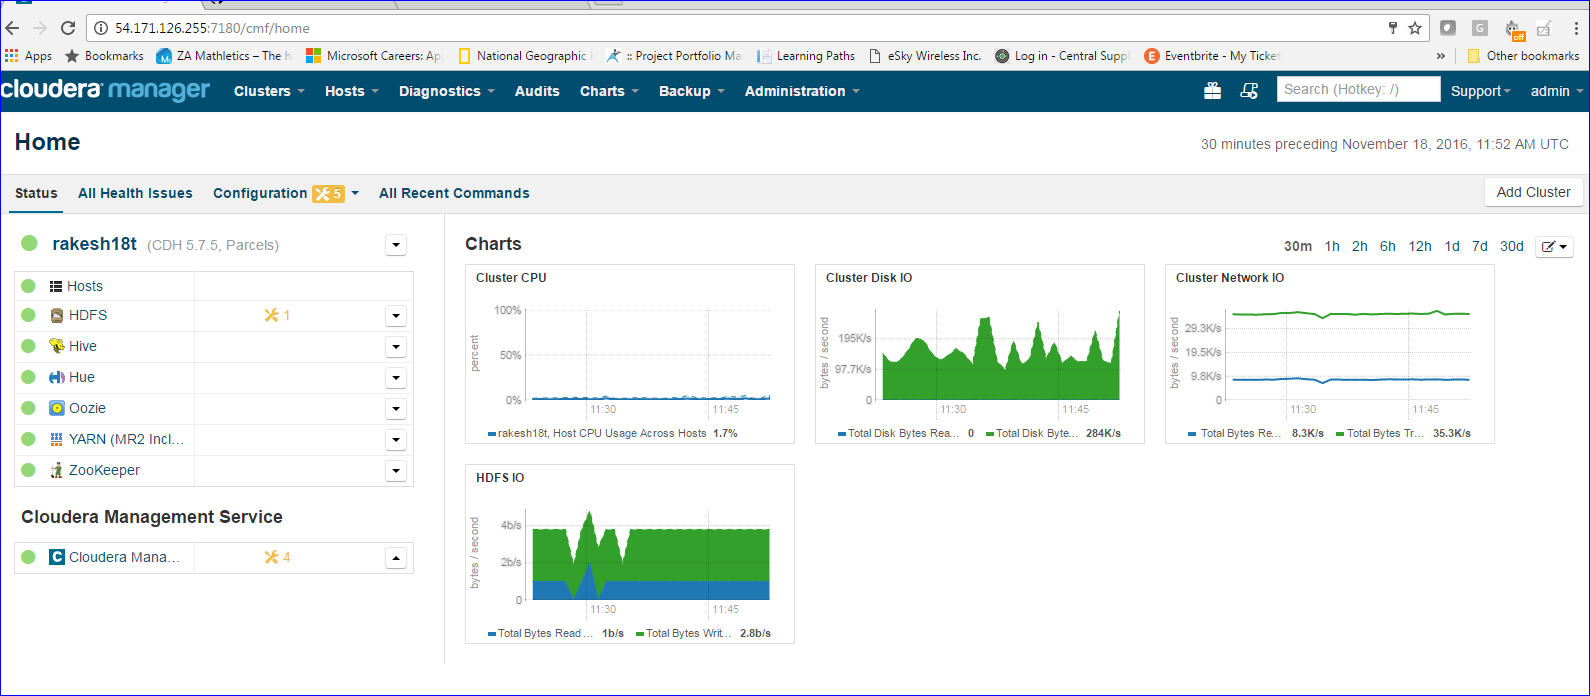 54.171.126.255:7180/cmf/home
G
off
Apps Bookmarks ZA Mathletics – The h Microsoft Careers: Ap National Geographic :: Project Portfolio Ma Learning Paths eSky Wireless Inc. Log in - Central Suppl Eventbrite - My Ticket » Other bookmarks
cloudera manager Clusters Hosts Diagnostics Audits Charts Backup Administration Search (Hotkey: /) Support admin
Home
30 minutes preceding November 18, 2016, 11:52 AM UTC
Status All Health Issues Configuration 5 All Recent Commands Add Cluster
rakesh18t (CDH 5.7.5, Parcels)
Hosts
HDFS 1
Hive
Hue
Oozie
YARN (MR2 Incl...
ZooKeeper
Cloudera Management Service
C Cloudera Mana... 4
Charts
30m 1h 2h 6h 12h 1d 7d 30d
Cluster CPU
percent
100%
50%
0%
11:30 11:45
rakesh18t, Host CPU Usage Across Hosts 1.7%
Cluster Disk IO
bytes / second
195K/s
97.7K/s
0
11:30 11:45
Total Disk Bytes Rea... 0 Total Disk Byte... 284K/s
Cluster Network IO
bytes / second
29.3K/s
19.5K/s
9.8K/s
0
11:30 11:45
Total Bytes Re... 8.3K/s Total Bytes Tr... 35.3K/s
HDFS IO
bytes / second
4b/s
2b/s
0
11:30 11:45
Total Bytes Read ... 1b/s Total Bytes Writ... 2.8b/s